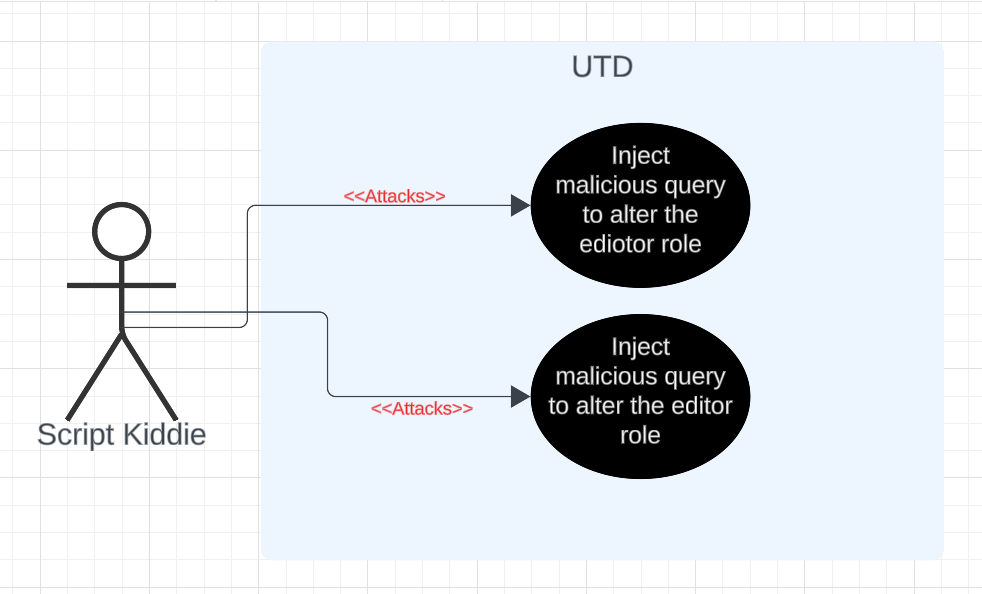 UTD
Inject
malicious query
to alter the
ediotor role
<<Attacks>>
Inject
malicious query
to alter the editor
role
<<Attacks>>
Script Kiddie